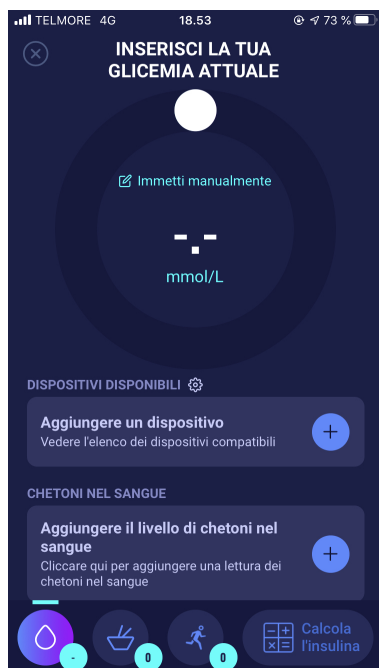 TELMORE 4G 18.53 73 %
INSERISCI LA TUA
GLICEMIA ATTUALE
Immetti manualmente
-.-
mmol/L
DISPOSITIVI DISPONIBILI
Aggiungere un dispositivo
Vedere l'elenco dei dispositivi compatibili
CHETONI NEL SANGUE
Aggiungere il livello di chetoni nel
sangue
Cliccare qui per aggiungere una lettura dei
chetoni nel sangue
- 0 0
Calcola
l'insulina